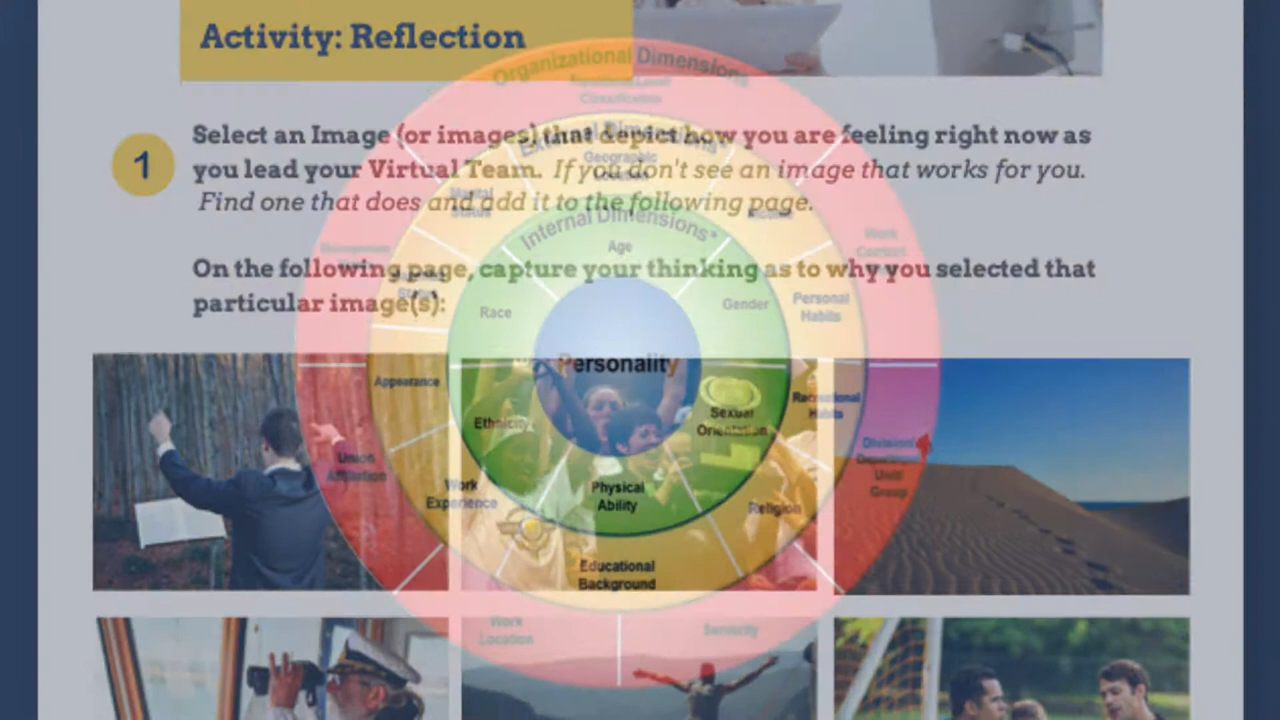 Activity: Reflection
Organizational Dimensions
Classification
1
Select an Image (or images) that depict how you are feeling right now as
you lead your Virtual Team. If you don't see an image that works for you.
Find one that does and add it to the following page.
On the following page, capture your thinking as to why you selected that
particular image(s):
External Dimensions*
Geographic
Marital
Status
Income
Internal Dimensions*
Age
Work
Race
Gender
Personal
Habits
Personality
Appearance
Ethnicity
Sexual
Orientation
Recreational
Habits
Union
Affiliation
Division/
Unit/
Group
Work
Experience
Physical
Ability
Religion
Educational
Background
Work
Location
Seniority